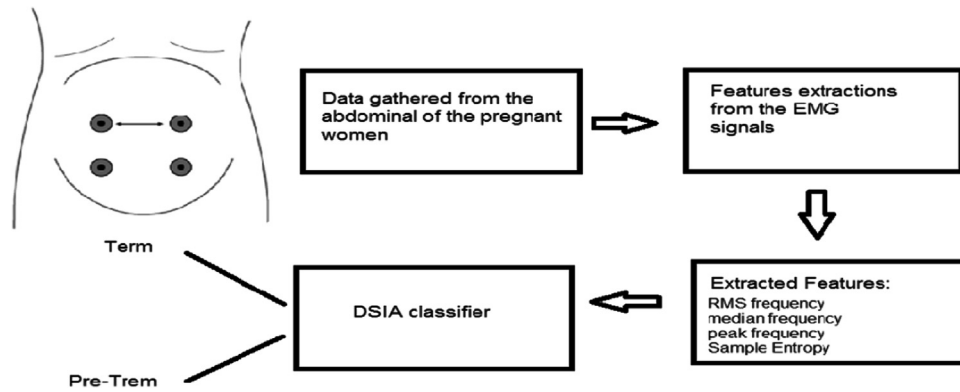 Data gathered from the
abdominal of the pregnant
women
Features extractions
from the EMG
signals
Extracted Features:
RMS frequency
median frequency
peak frequency
Sample Entropy
DSIA classifier
Term
Pre-Trem